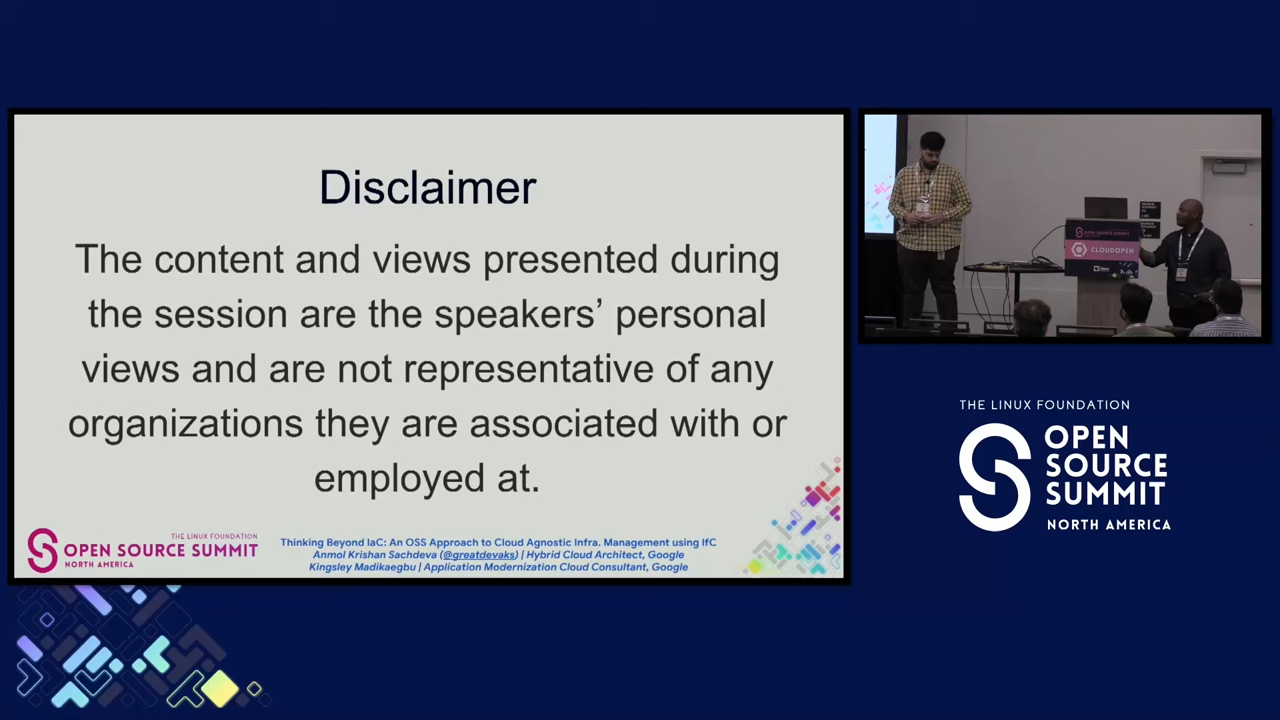 Disclaimer
The content and views presented during
the session are the speakers’ personal
views and are not representative of any
organizations they are associated with or
employed at.
THE LINUX FOUNDATION
OPEN SOURCE SUMMIT
NORTH AMERICA
Thinking Beyond IaC: An OSS Approach to Cloud Agnostic Infra. Management using IfC
Anmol Krishan Sachdeva (@greatdevaks) | Hybrid Cloud Architect, Google
Kingsley Madikaegbu | Application Modernization Cloud Consultant, Google
OPEN SOURCE SUMMIT
CLOUDOPEN
THE LINUX FOUNDATION
OPEN
SOURCE
SUMMIT
NORTH AMERICA